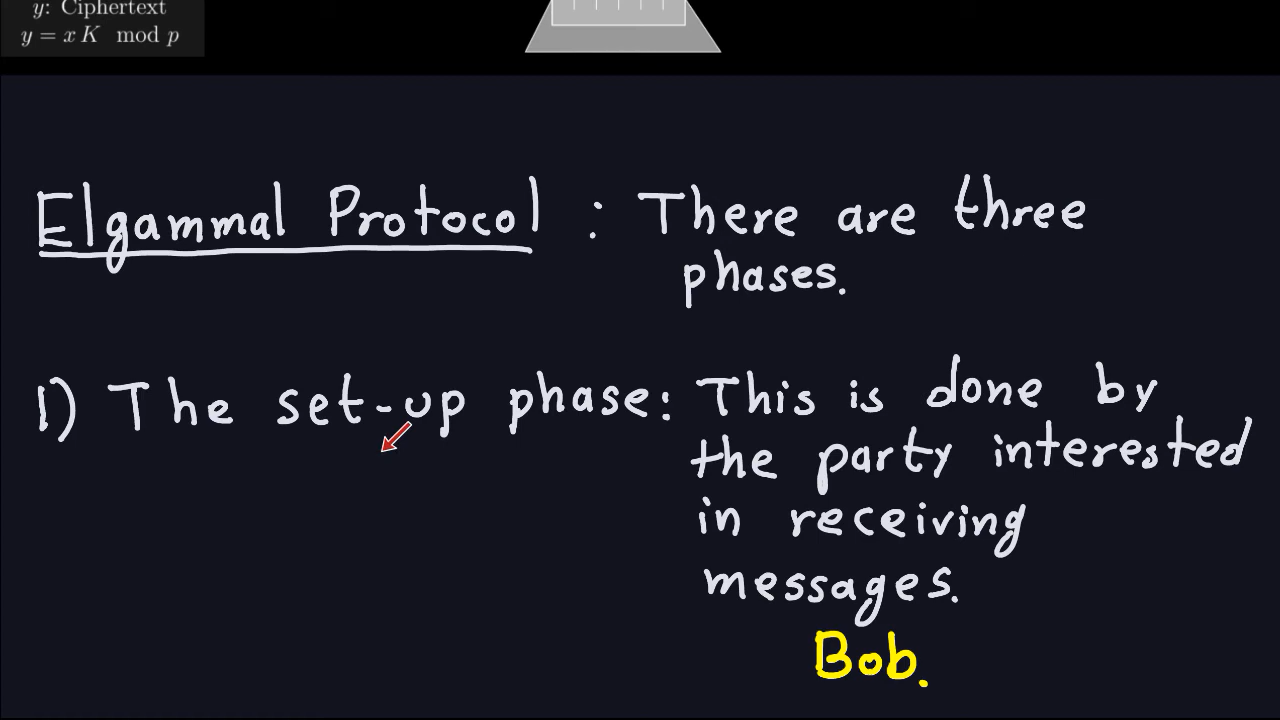 y: Ciphertext
y = x K mod p
Elgammal Protocol : There are three
phases.
1) The set-up phase: This is done by
the party interested
in receiving
messages.
Bob.